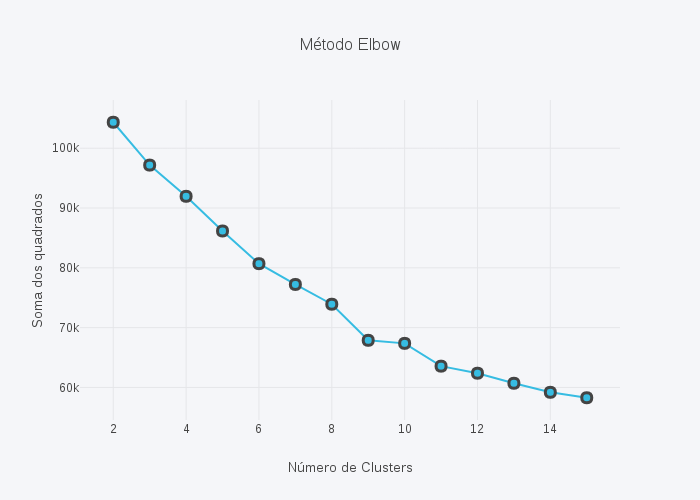 Método Elbow
100k
90k
80k
70k
60k
Soma dos quadrados
2 4 6 8 10 12 14
Número de Clusters